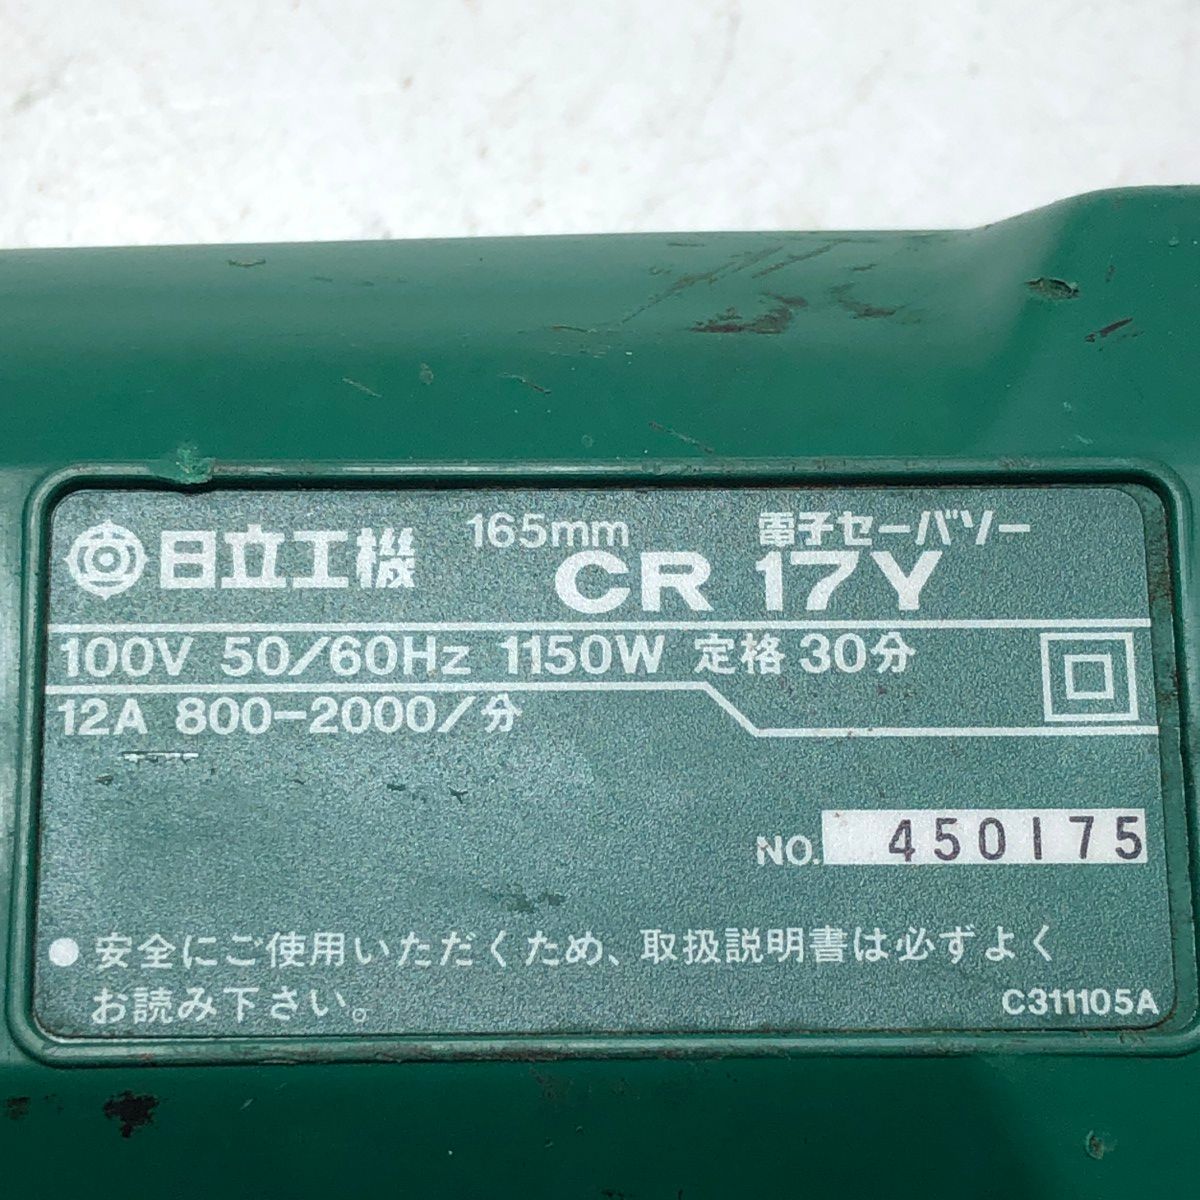 日立工機 165mm 電子セーバソー
CR 17Y
100V 50/60Hz 1150W 定格 30分
12A 800-2000/分
NO. 450175
●安全にご使用いただくため、取扱説明書は必ずよく
お読み下さい。
C311105A